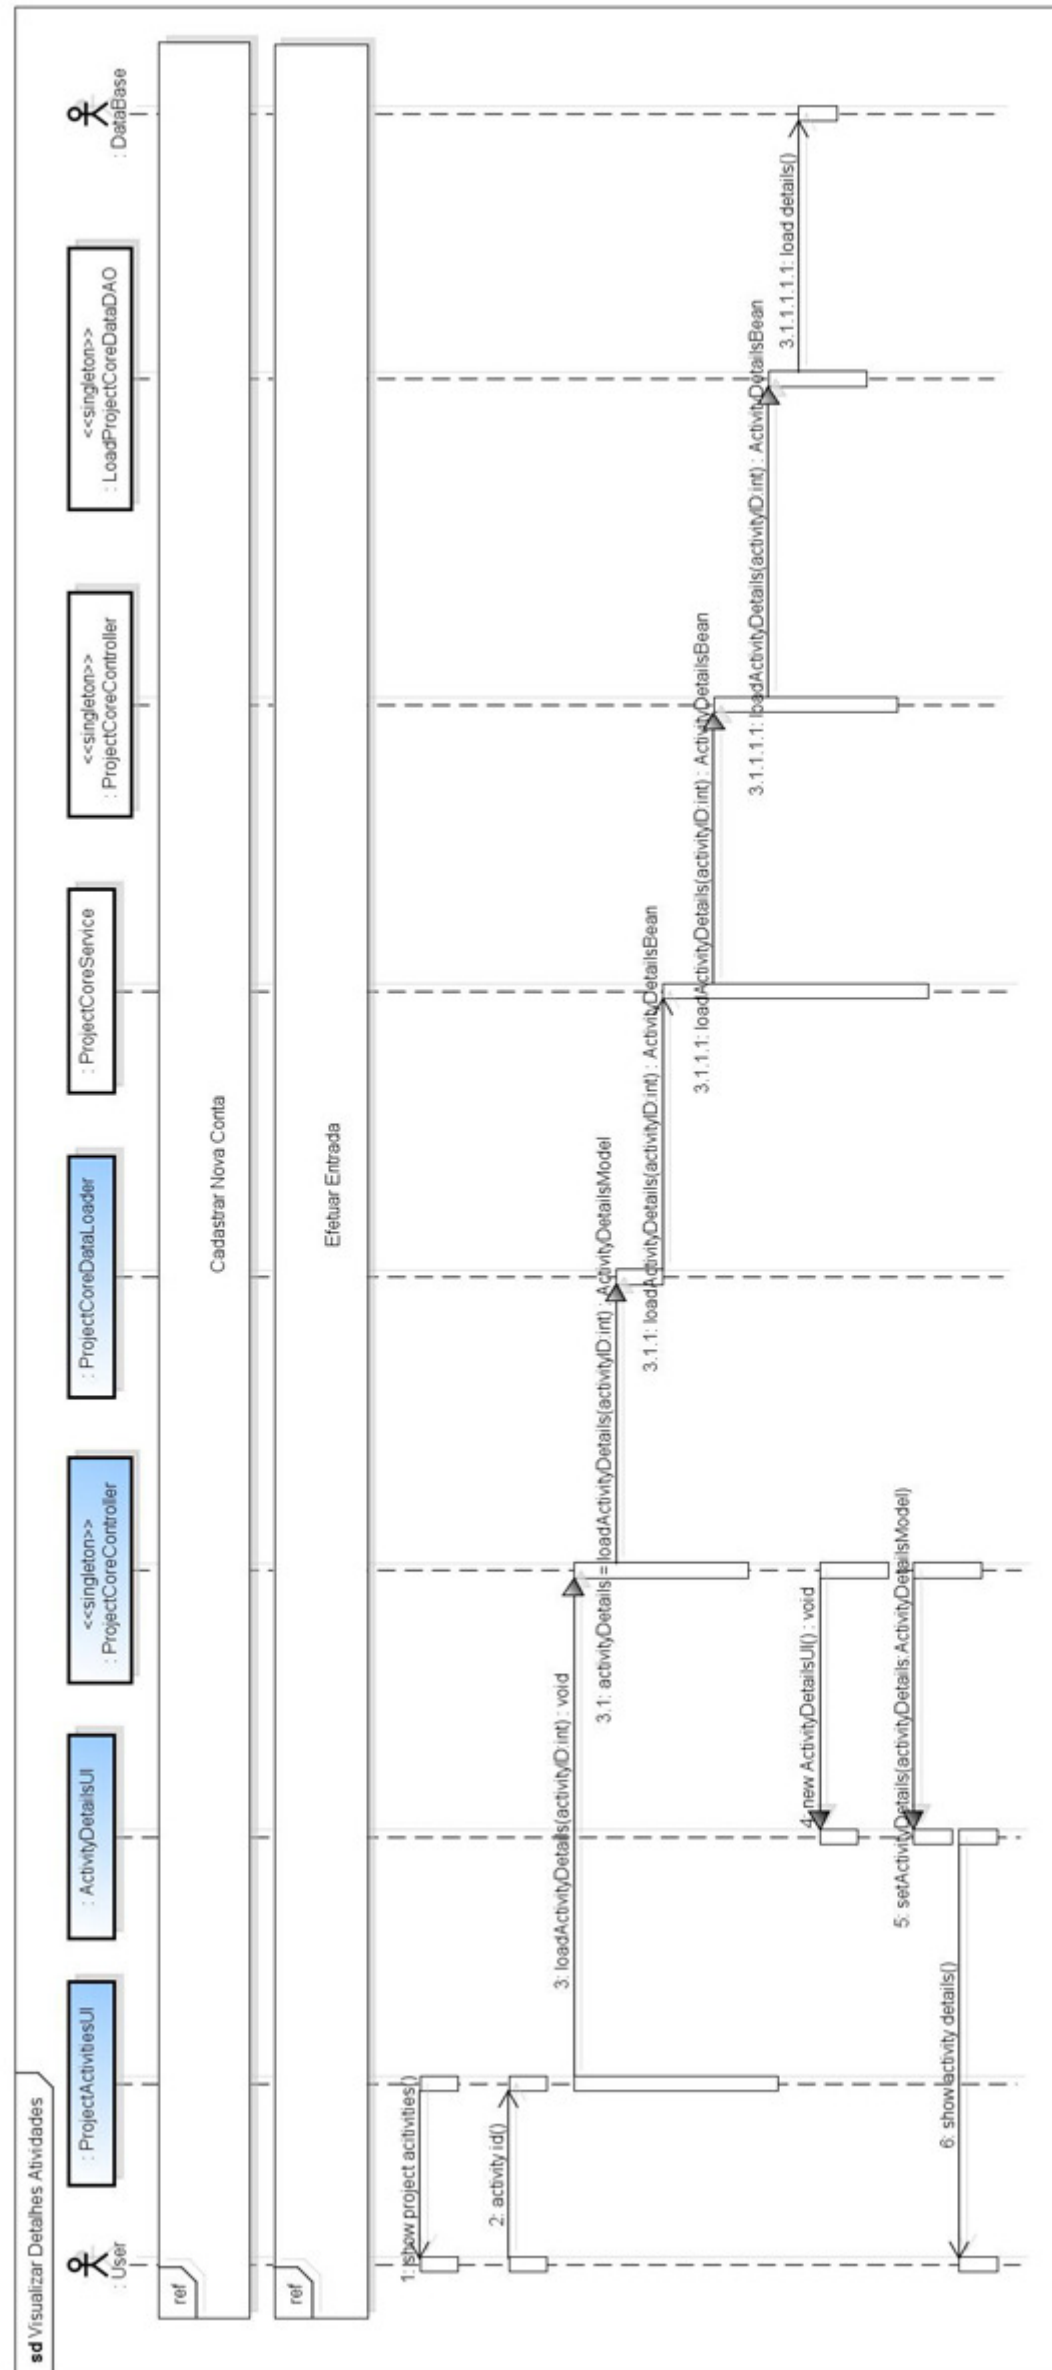 sd Visualizar Detalhes Atividades
: User
: ProjectActivitiesUI
: ActivityDetailsUI
<<singleton>>
: ProjectCoreController
: ProjectCoreDataLoader
: ProjectCoreService
<<singleton>>
: ProjectCoreController
<<singleton>>
: LoadProjectCoreDataDAO
: DataBase
ref
Cadastrar Nova Conta
ref
Efetuar Entrada
1: show project acitivities()
2: activity id()
3: loadActivityDetails(activityID:int) : void
3.1: activityDetails = loadActivityDetails(activityID:int) : ActivityDetailsModel
3.1.1: loadActivityDetails(activityID:int) : ActivityDetailsBean
3.1.1.1: loadActivityDetails(activityID:int) : ActivityDetailsBean
3.1.1.1.1: loadActivityDetails(activityID:int) : ActivityDetailsBean
3.1.1.1.1.1: load details()
4: new ActivityDetailsUI() : void
5: setActivityDetails(activityDetails:ActivityDetailsModel)
6: show activity details()